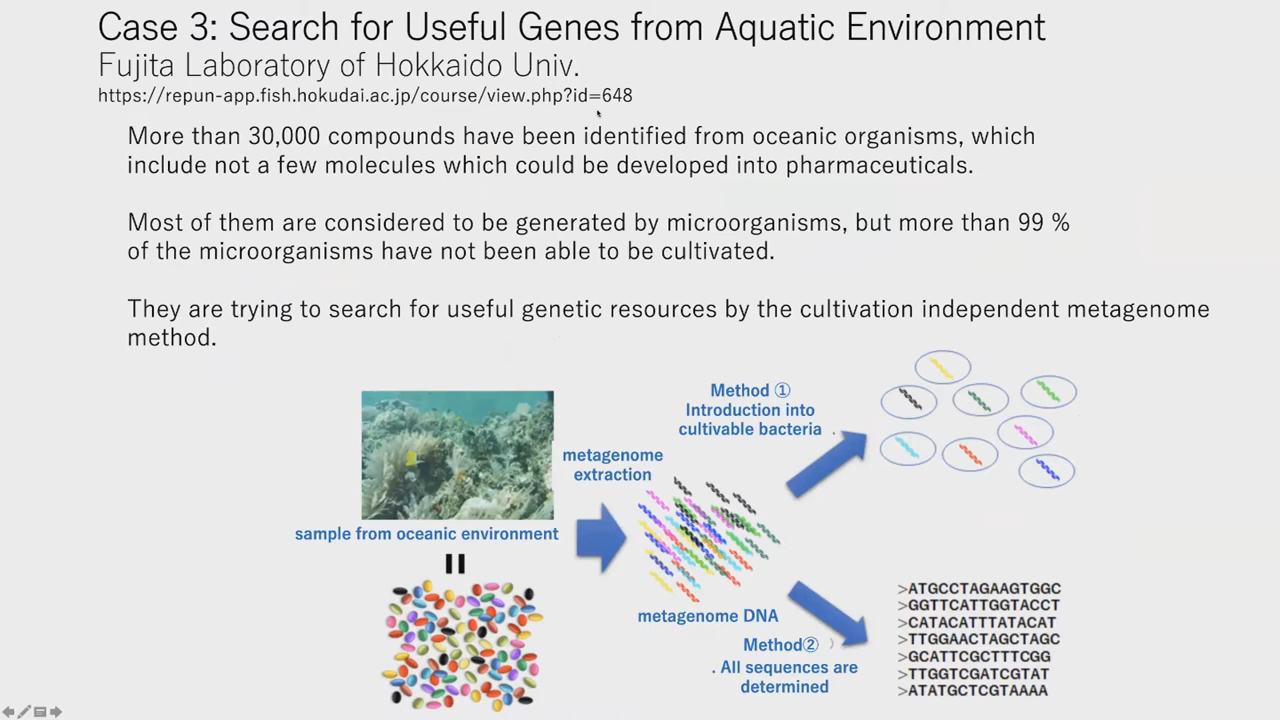 Case 3: Search for Useful Genes from Aquatic Environment
Fujita Laboratory of Hokkaido Univ.
https://repun-app.fish.hokudai.ac.jp/course/view.php?id=648
More than 30,000 compounds have been identified from oceanic organisms, which
include not a few molecules which could be developed into pharmaceuticals.
Most of them are considered to be generated by microorganisms, but more than 99 %
of the microorganisms have not been able to be cultivated.
They are trying to search for useful genetic resources by the cultivation independent metagenome
method.
sample from oceanic environment
metagenome
extraction
metagenome DNA
Method ①
Introduction into
cultivable bacteria
Method②
. All sequences are
determined
>ATGCCTAGAAGTGGC
>GGTTCATTGGTACCT
>CATACATTTATACAT
>TTGGAACTAGCTAGC
>GCATTCGCTTTCGG
>TTGGTCGATCGTAT
>ATATGCTCGTAAAA